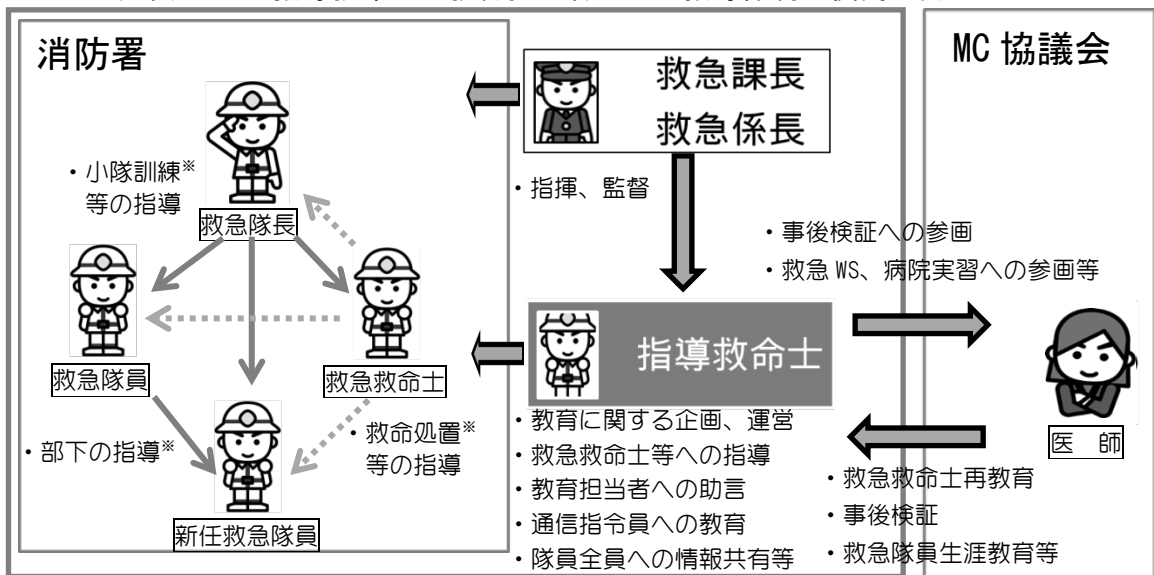 消防署
MC 協議会
救急課長
救急係長
・小隊訓練※
等の指導
・指揮、監督
救急隊長
・事後検証への参画
・救急 WS、病院実習への参画等
指導救命士
救急隊員
救急救命士
・教育に関する企画、運営
・救急救命士等への指導
・教育担当者への助言
・通信指令員への教育
・隊員全員への情報共有等
・部下の指導※
・救命処置※
等の指導
医 師
・救急救命士再教育
・事後検証
・救急隊員生涯教育等
新任救急隊員